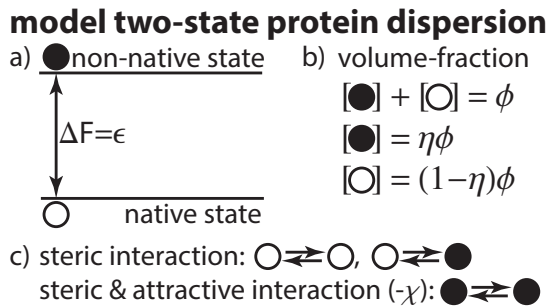 model two-state protein dispersion
a) ●non-native state
ΔF=ϵ
○ native state
b) volume-fraction
[●] + [○] = ϕ
[●] = ηϕ
[○] = (1−η)ϕ
c) steric interaction: ○⇌○, ○⇌●
steric & attractive interaction (-χ): ●⇌●